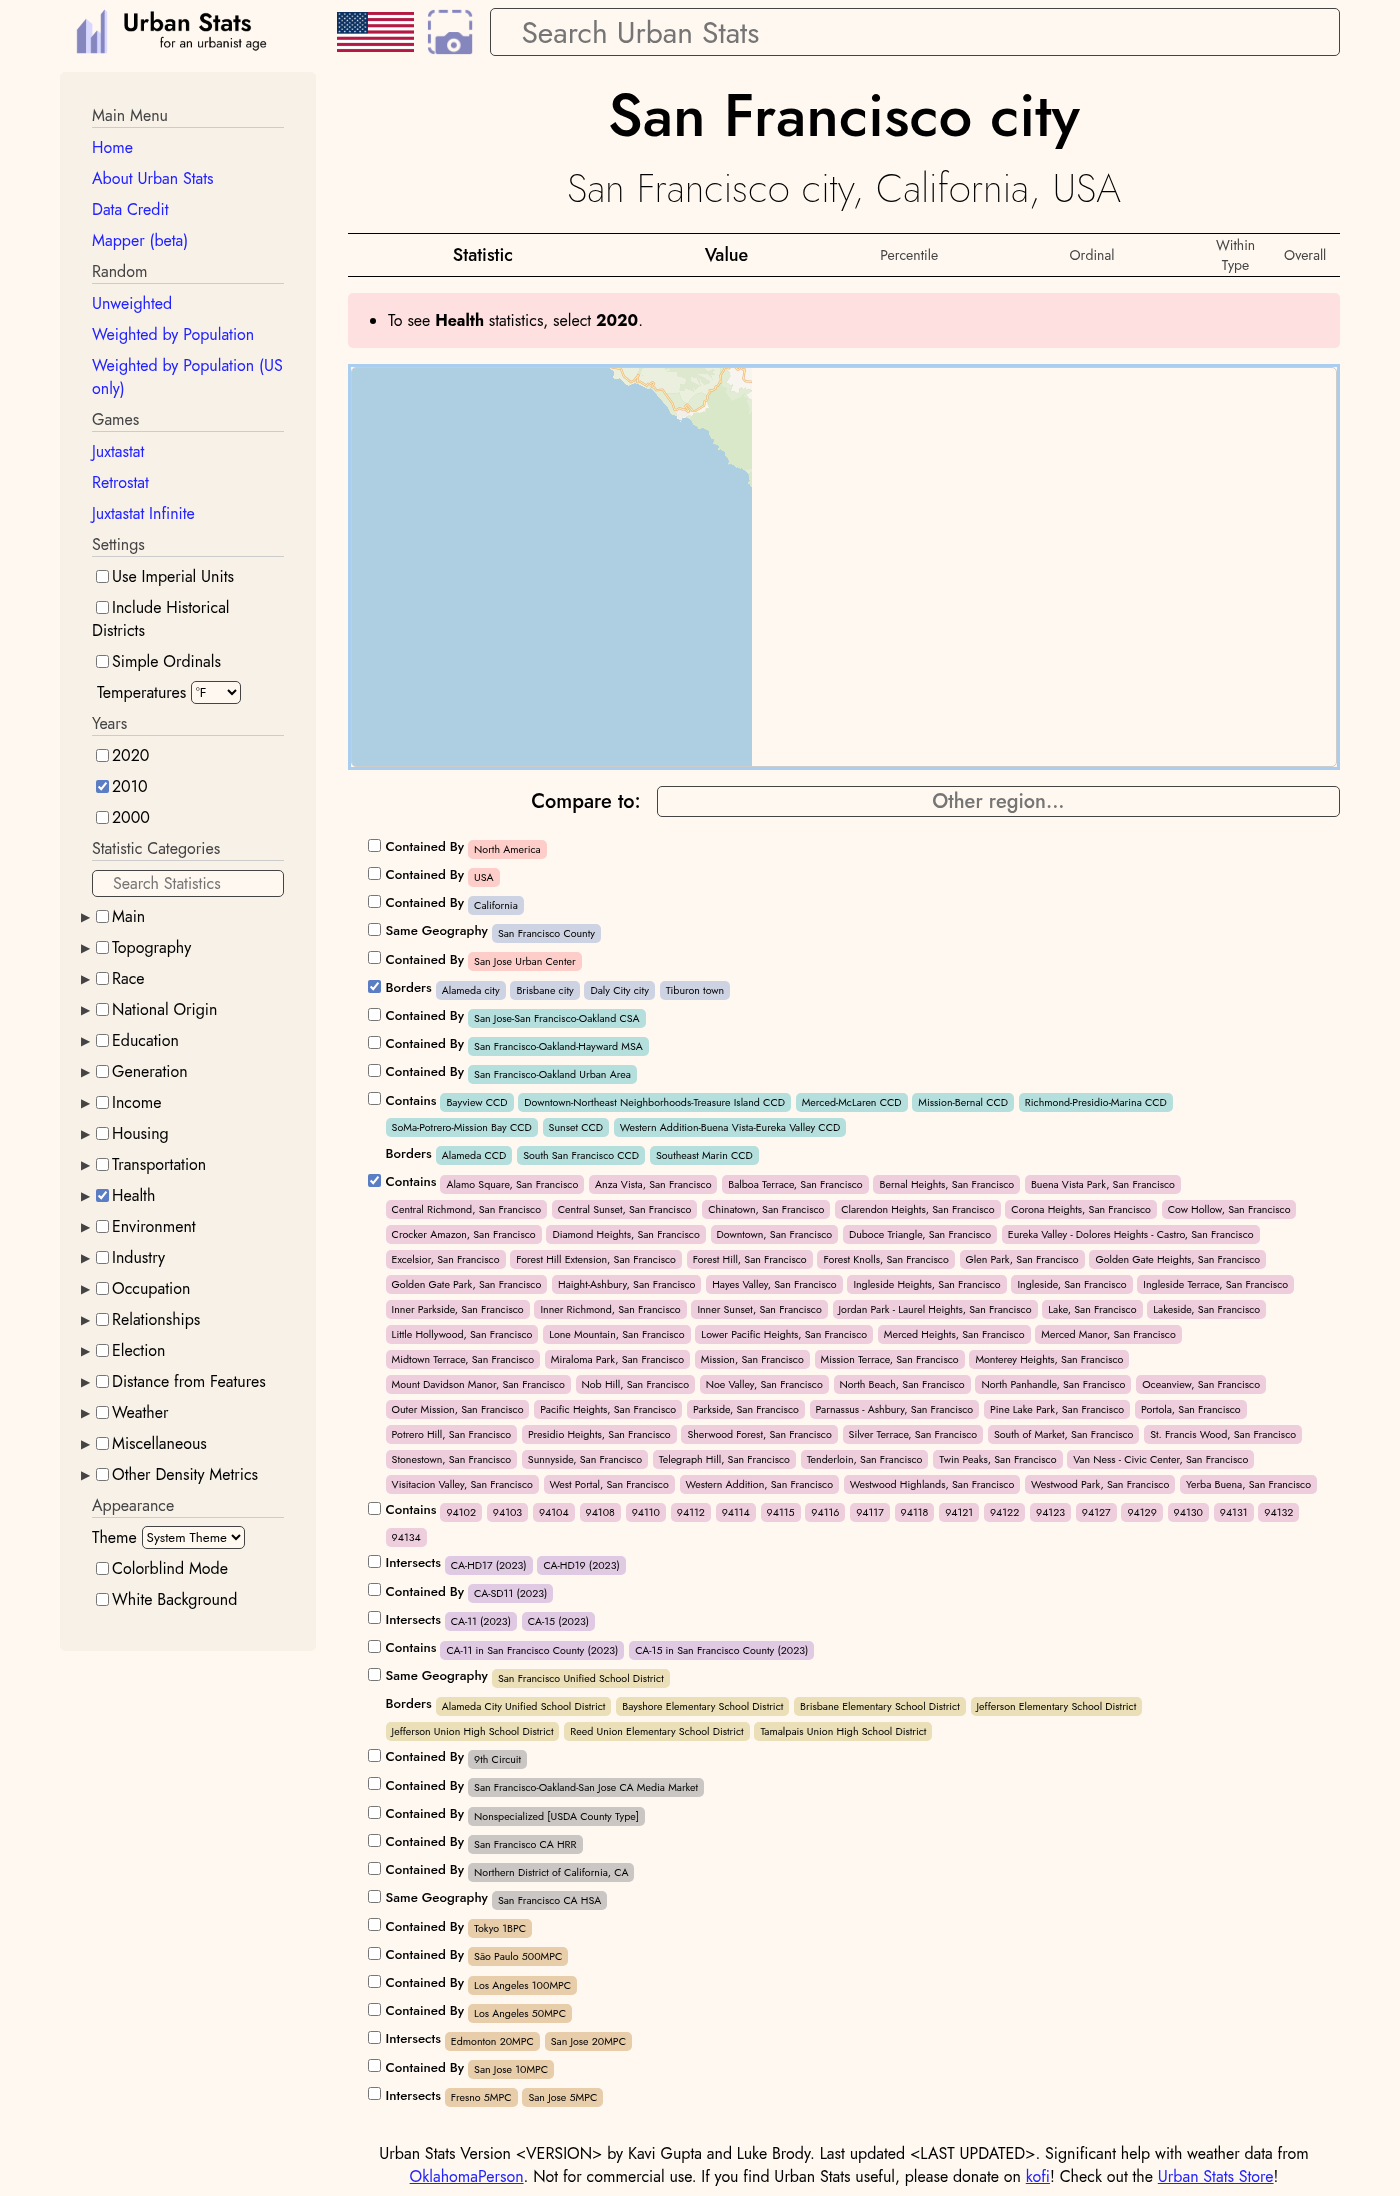 Urban Stats
for an urbanist age
Search Urban Stats
Main Menu
Home
About Urban Stats
Data Credit
Mapper (beta)
Random
Unweighted
Weighted by Population
Weighted by Population (US
only)
Games
Juxtastat
Retrostat
Juxtastat Infinite
Settings
Use Imperial Units
Include Historical
Districts
Simple Ordinals
Temperatures °F
Years
2020
2010
2000
Statistic Categories
Search Statistics
Main
Topography
Race
National Origin
Education
Generation
Income
Housing
Transportation
Health
Environment
Industry
Occupation
Relationships
Election
Distance from Features
Weather
Miscellaneous
Other Density Metrics
Appearance
Theme System Theme
Colorblind Mode
White Background
San Francisco city
San Francisco city, California, USA
Statistic Value Percentile Ordinal Within Type Overall
To see Health statistics, select 2020.
Compare to: Other region...
Contained By North America
Contained By USA
Contained By California
Same Geography San Francisco County
Contained By San Jose Urban Center
Borders Alameda city Brisbane city Daly City city Tiburon town
Contained By San Jose-San Francisco-Oakland CSA
Contained By San Francisco-Oakland-Hayward MSA
Contained By San Francisco-Oakland Urban Area
Contains Bayview CCD Downtown-Northeast Neighborhoods-Treasure Island CCD Merced-McLaren CCD Mission-Bernal CCD Richmond-Presidio-Marina CCD
SoMa-Potrero-Mission Bay CCD Sunset CCD Western Addition-Buena Vista-Eureka Valley CCD
Borders Alameda CCD South San Francisco CCD Southeast Marin CCD
Contains Alamo Square, San Francisco Anza Vista, San Francisco Balboa Terrace, San Francisco Bernal Heights, San Francisco Buena Vista Park, San Francisco
Central Richmond, San Francisco Central Sunset, San Francisco Chinatown, San Francisco Clarendon Heights, San Francisco Corona Heights, San Francisco Cow Hollow, San Francisco
Crocker Amazon, San Francisco Diamond Heights, San Francisco Downtown, San Francisco Duboce Triangle, San Francisco Eureka Valley - Dolores Heights - Castro, San Francisco
Excelsior, San Francisco Forest Hill Extension, San Francisco Forest Hill, San Francisco Forest Knolls, San Francisco Glen Park, San Francisco Golden Gate Heights, San Francisco
Golden Gate Park, San Francisco Haight-Ashbury, San Francisco Hayes Valley, San Francisco Ingleside Heights, San Francisco Ingleside, San Francisco Ingleside Terrace, San Francisco
Inner Parkside, San Francisco Inner Richmond, San Francisco Inner Sunset, San Francisco Jordan Park - Laurel Heights, San Francisco Lake, San Francisco Lakeside, San Francisco
Little Hollywood, San Francisco Lone Mountain, San Francisco Lower Pacific Heights, San Francisco Merced Heights, San Francisco Merced Manor, San Francisco
Midtown Terrace, San Francisco Miraloma Park, San Francisco Mission, San Francisco Mission Terrace, San Francisco Monterey Heights, San Francisco
Mount Davidson Manor, San Francisco Nob Hill, San Francisco Noe Valley, San Francisco North Beach, San Francisco North Panhandle, San Francisco Oceanview, San Francisco
Outer Mission, San Francisco Pacific Heights, San Francisco Parkside, San Francisco Parnassus - Ashbury, San Francisco Pine Lake Park, San Francisco Portola, San Francisco
Potrero Hill, San Francisco Presidio Heights, San Francisco Sherwood Forest, San Francisco Silver Terrace, San Francisco South of Market, San Francisco St. Francis Wood, San Francisco
Stonestown, San Francisco Sunnyside, San Francisco Telegraph Hill, San Francisco Tenderloin, San Francisco Twin Peaks, San Francisco Van Ness - Civic Center, San Francisco
Visitacion Valley, San Francisco West Portal, San Francisco Western Addition, San Francisco Westwood Highlands, San Francisco Westwood Park, San Francisco Yerba Buena, San Francisco
Contains 94102 94103 94104 94108 94110 94112 94114 94115 94116 94117 94118 94121 94122 94123 94127 94129 94130 94131 94132
94134
Intersects CA-HD17 (2023) CA-HD19 (2023)
Contained By CA-SD11 (2023)
Intersects CA-11 (2023) CA-15 (2023)
Contains CA-11 in San Francisco County (2023) CA-15 in San Francisco County (2023)
Same Geography San Francisco Unified School District
Borders Alameda City Unified School District Bayshore Elementary School District Brisbane Elementary School District Jefferson Elementary School District
Jefferson Union High School District Reed Union Elementary School District Tamalpais Union High School District
Contained By 9th Circuit
Contained By San Francisco-Oakland-San Jose CA Media Market
Contained By Nonspecialized [USDA County Type]
Contained By San Francisco CA HRR
Contained By Northern District of California, CA
Same Geography San Francisco CA HSA
Contained By Tokyo 1BPC
Contained By São Paulo 500MPC
Contained By Los Angeles 100MPC
Contained By Los Angeles 50MPC
Intersects Edmonton 20MPC San Jose 20MPC
Contained By San Jose 10MPC
Intersects Fresno 5MPC San Jose 5MPC
Urban Stats Version <VERSION> by Kavi Gupta and Luke Brody. Last updated <LAST UPDATED>. Significant help with weather data from
OklahomaPerson. Not for commercial use. If you find Urban Stats useful, please donate on kofi! Check out the Urban Stats Store!